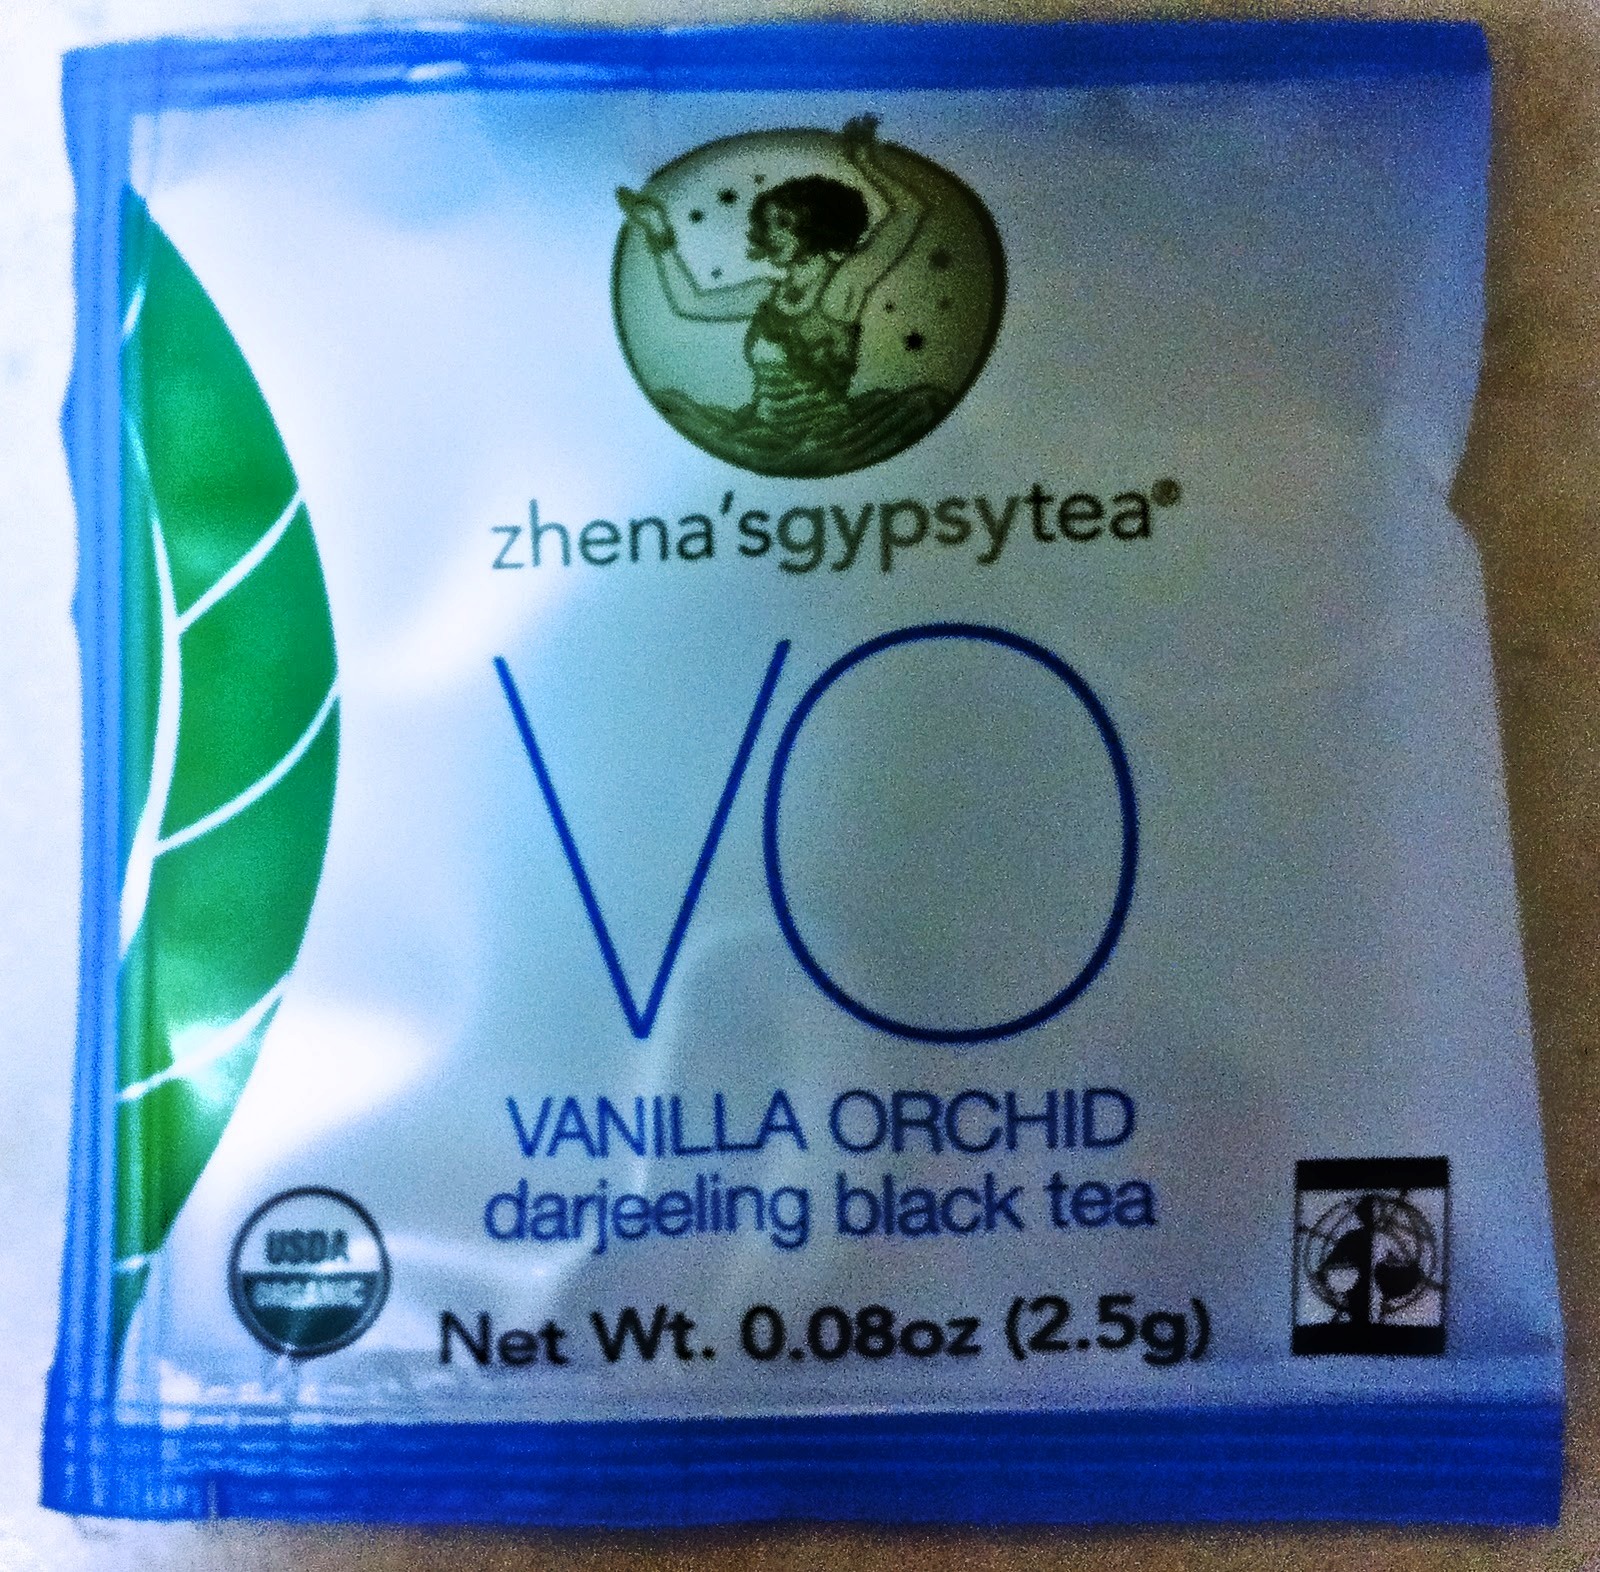 zhena'sgypsytea®
VO
VANILLA ORCHID
darjeeling black tea
USDA
ORGANIC
Net Wt. 0.08oz (2.5g)